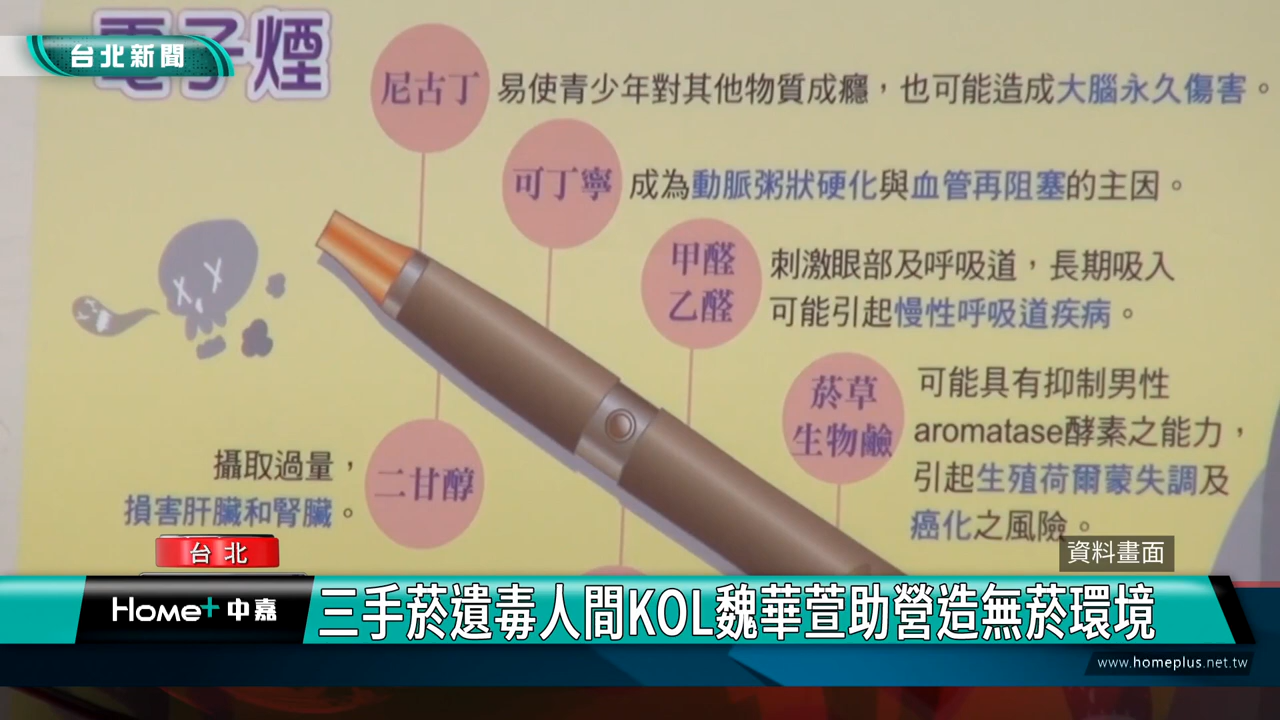 電子煙
台北新聞
尼古丁
易使青少年對其他物質成癮，也可能造成大腦永久傷害。
可丁寧
成為動脈粥狀硬化與血管再阻塞的主因。
甲醛
乙醛
刺激眼部及呼吸道，長期吸入
可能引起慢性呼吸道疾病。
菸草
生物鹼
可能具有抑制男性
aromatase酵素之能力，
引起生殖荷爾蒙失調及
癌化之風險。
攝取過量，
損害肝臟和腎臟。
二甘醇
資料畫面
台北
Home+中嘉
三手菸遺毒人間KOL魏華萱助營造無菸環境
www.homeplus.net.tw